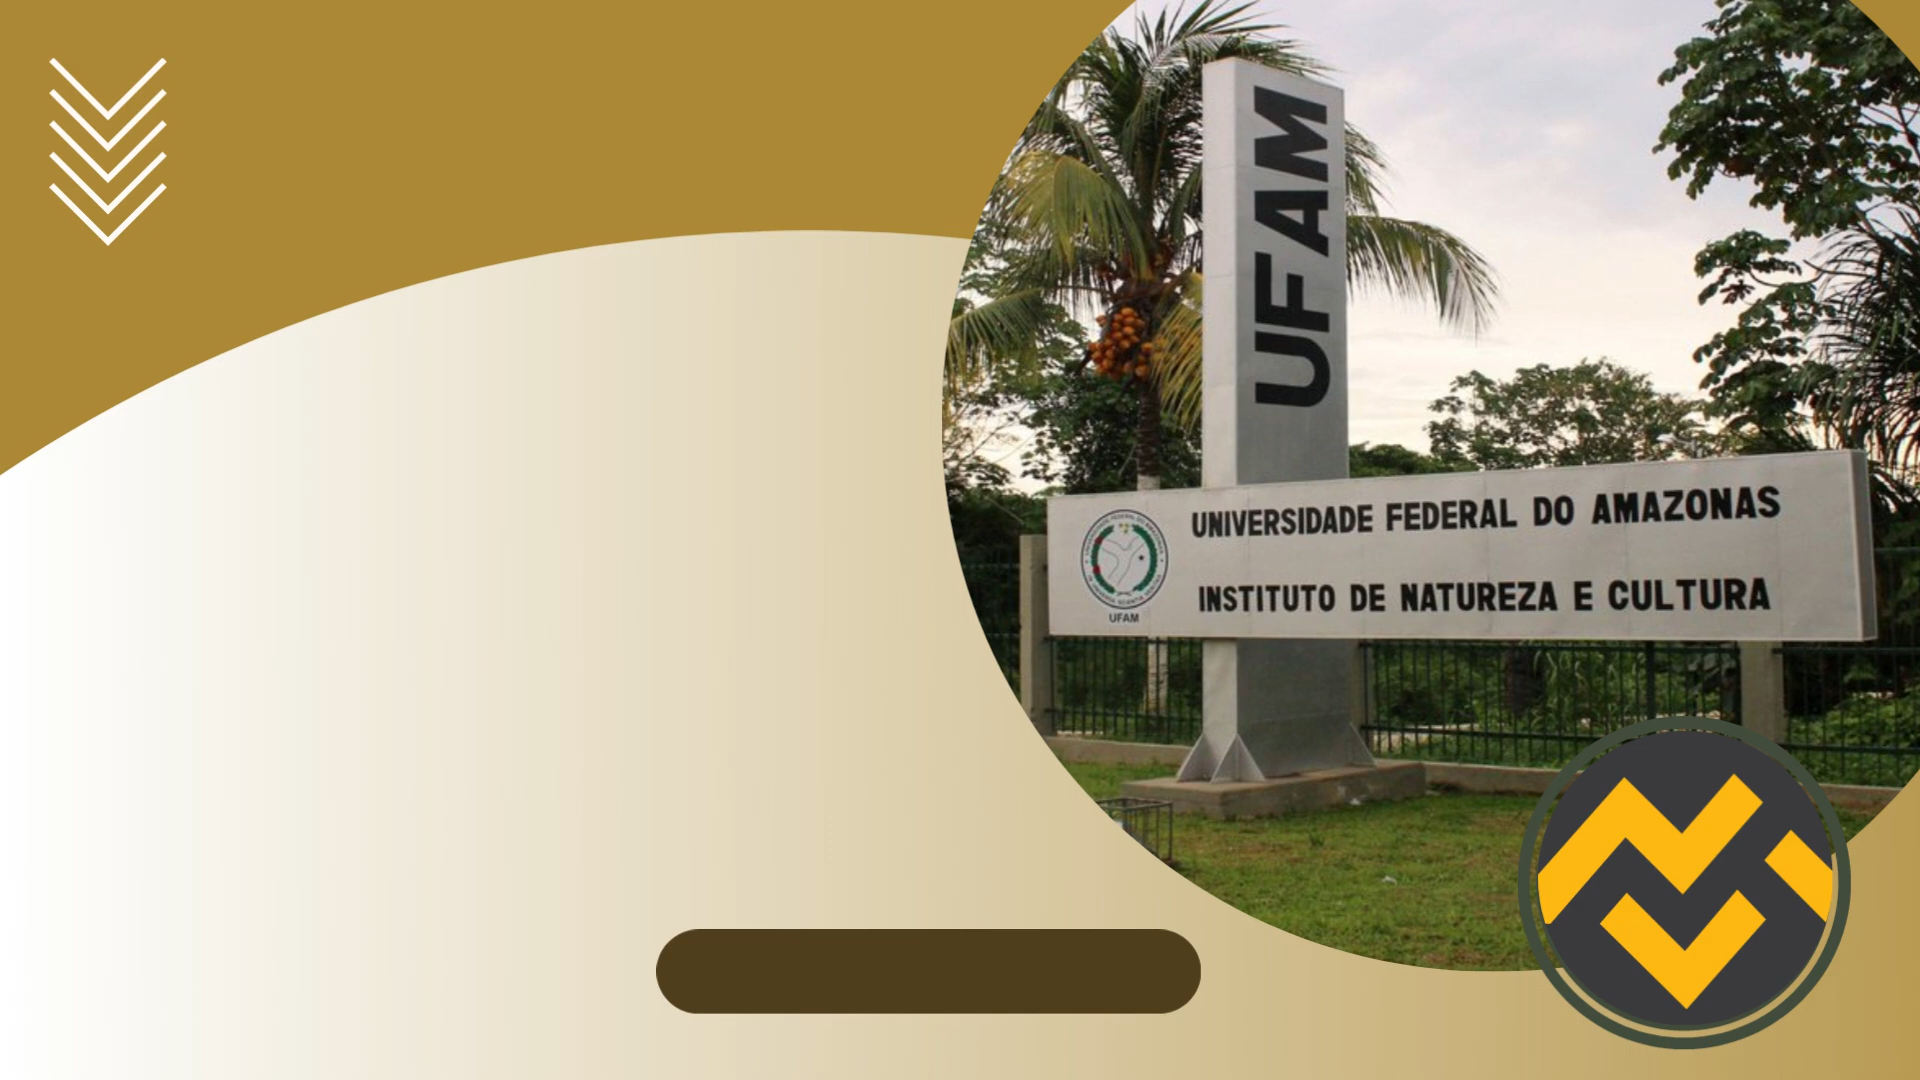 UFAM
UNIVERSIDADE FEDERAL DO AMAZONAS
INSTITUTO DE NATUREZA E CULTURA
UFAM